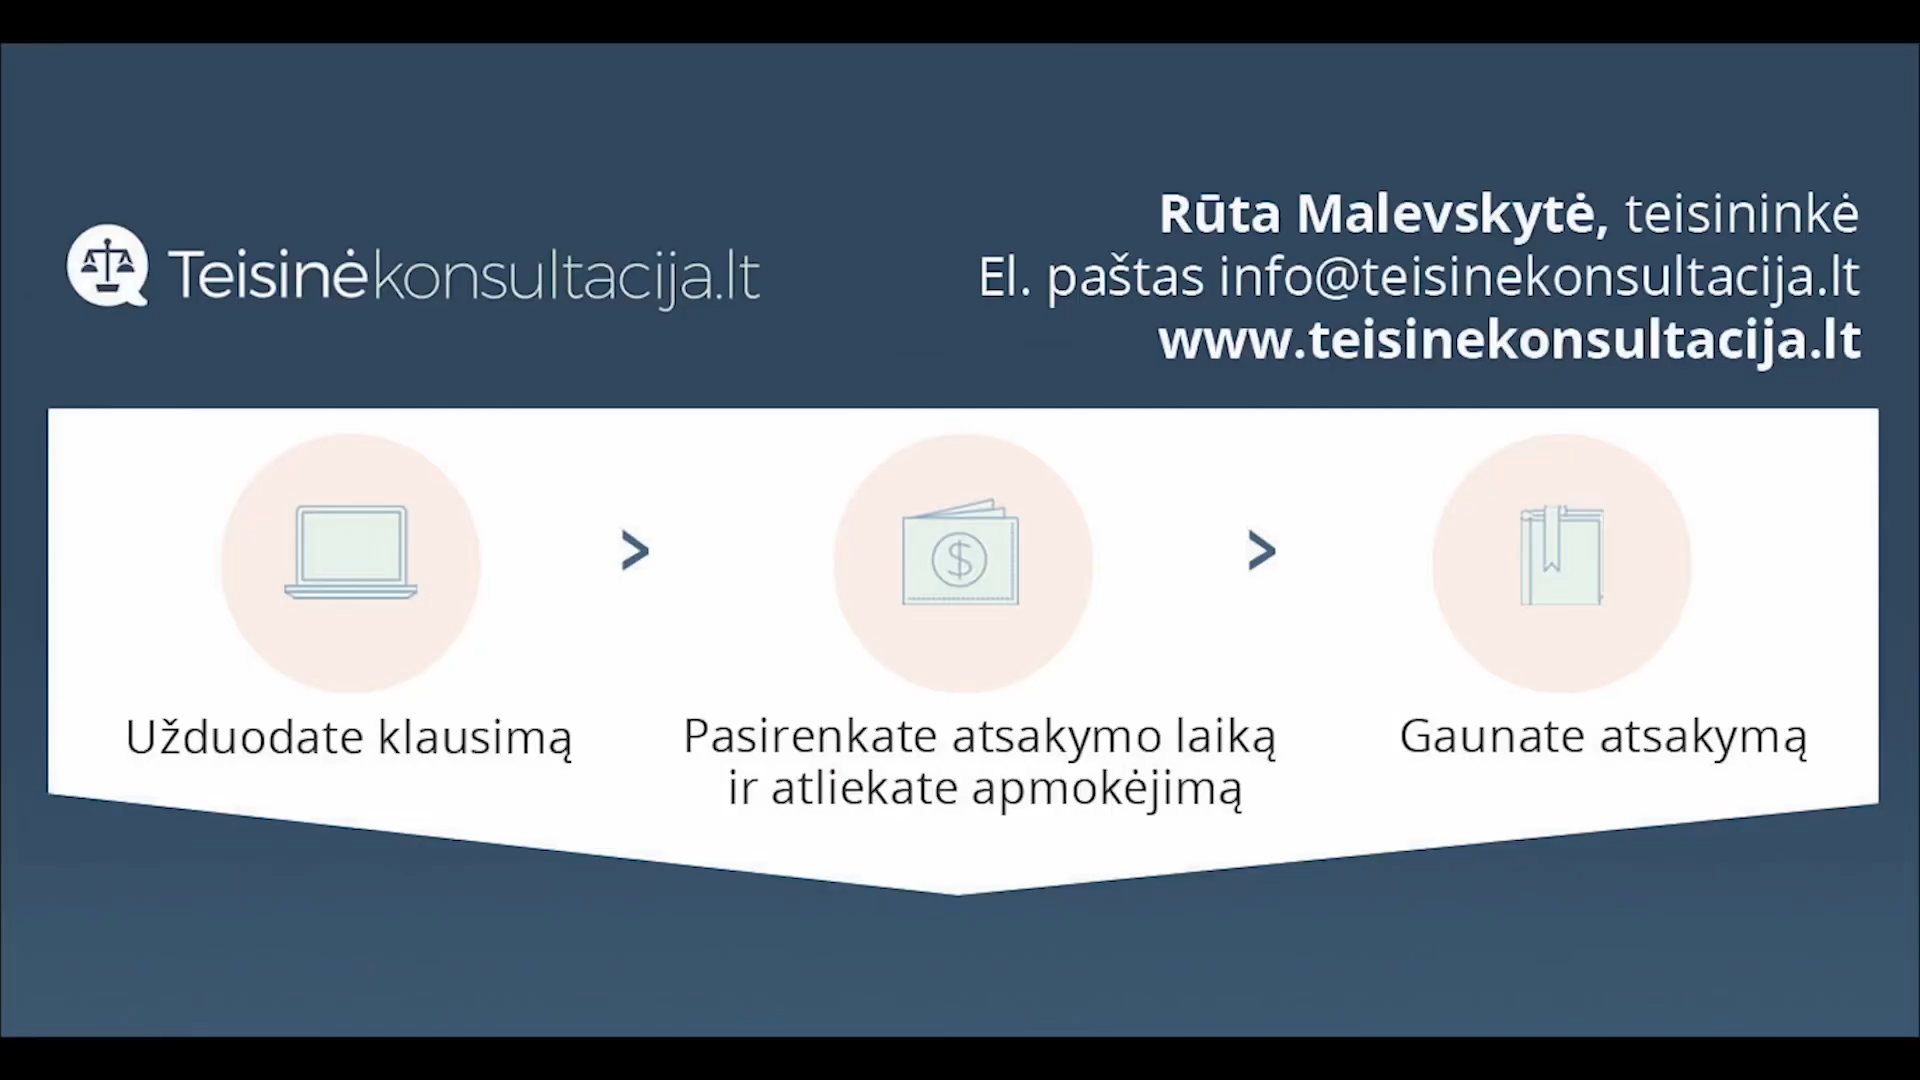 Teisinėkonsultacija.lt
Rūta Malevskytė, teisininkė
El. paštas info@teisinekonsultacija.lt
www.teisinekonsultacija.lt
>
$
>
Užduodate klausimą
Pasirenkate atsakymo laiką
ir atliekate apmokėjimą
Gaunate atsakymą